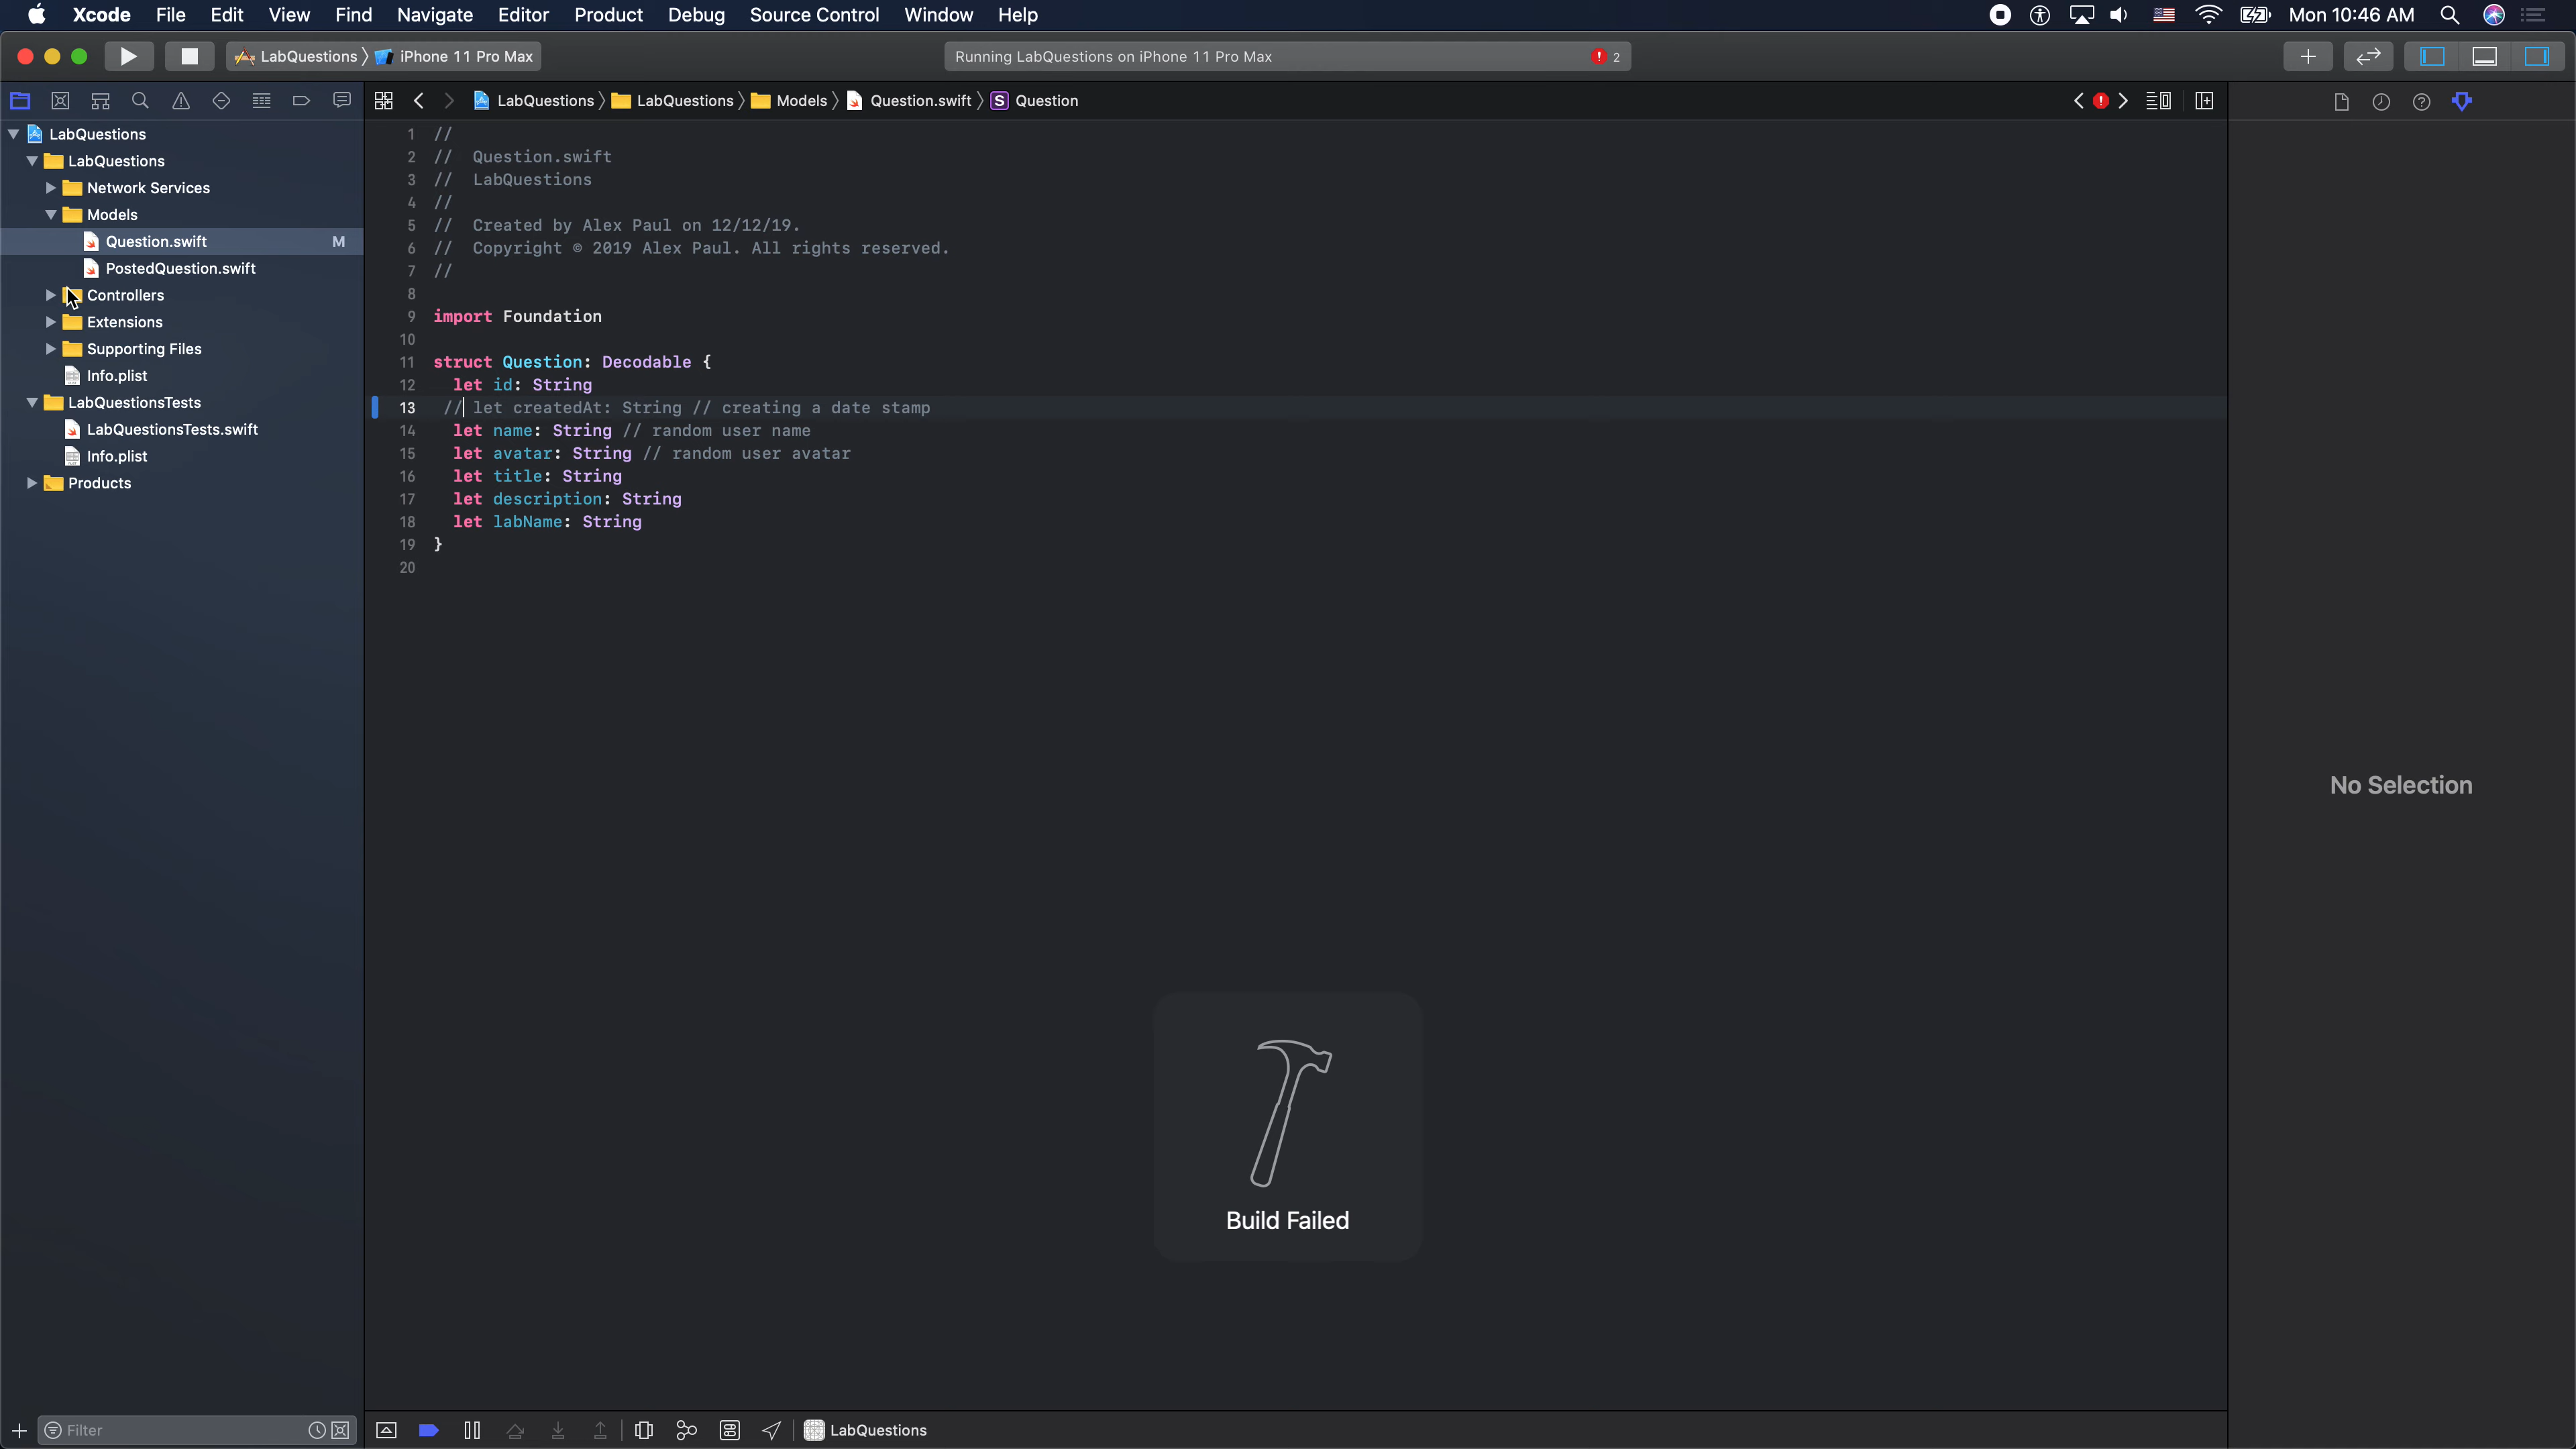 Xcode File Edit View Find Navigate Editor Product Debug Source Control Window Help Mon 10:46 AM
LabQuestions iPhone 11 Pro Max Running LabQuestions on iPhone 11 Pro Max 2
LabQuestions LabQuestions Models Question.swift S Question
LabQuestions
LabQuestions
Network Services
Models
Question.swift M
PostedQuestion.swift
Controllers
Extensions
Supporting Files
Info.plist
LabQuestionsTests
LabQuestionsTests.swift
Info.plist
Products
1 //
2 // Question.swift
3 // LabQuestions
4 //
5 // Created by Alex Paul on 12/12/19.
6 // Copyright © 2019 Alex Paul. All rights reserved.
7 //
8
9 import Foundation
10
11 struct Question: Decodable {
12 let id: String
13 // let createdAt: String // creating a date stamp
14 let name: String // random user name
15 let avatar: String // random user avatar
16 let title: String
17 let description: String
18 let labName: String
19 }
20
No Selection
Build Failed
Filter
LabQuestions